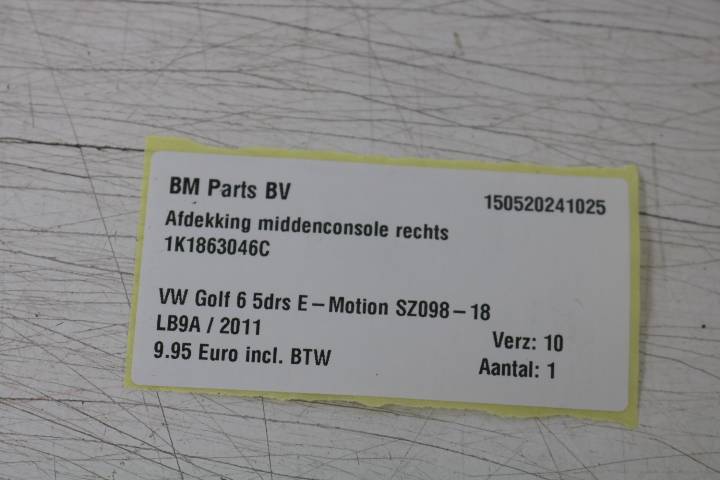 BM Parts BV
150520241025
Afdekking middenconsole rechts
1K1863046C
VW Golf 6 5drs E-Motion SZ098-18
LB9A / 2011
Verz: 10
9.95 Euro incl. BTW
Aantal: 1